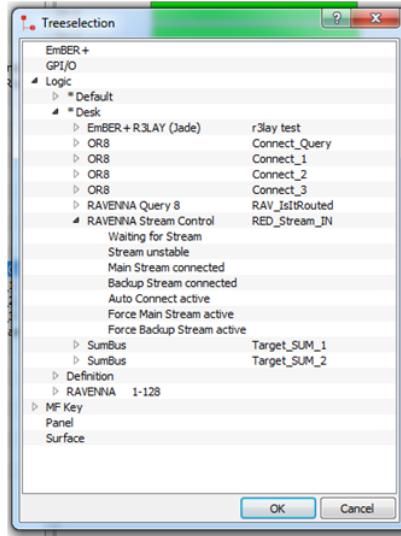 Treeselection
EmBER+
GPI/O
Logic
* Default
* Desk
EmBER+ R3LAY (Jade) r3lay test
OR8 Connect_Query
OR8 Connect_1
OR8 Connect_2
OR8 Connect_3
RAVENNA Query 8 RAV_IsItRouted
RAVENNA Stream Control RED_Stream_IN
Waiting for Stream
Stream unstable
Main Stream connected
Backup Stream connected
Auto Connect active
Force Main Stream active
Force Backup Stream active
SumBus Target_SUM_1
SumBus Target_SUM_2
Definition
RAVENNA 1-128
MF Key
Panel
Surface
OK Cancel